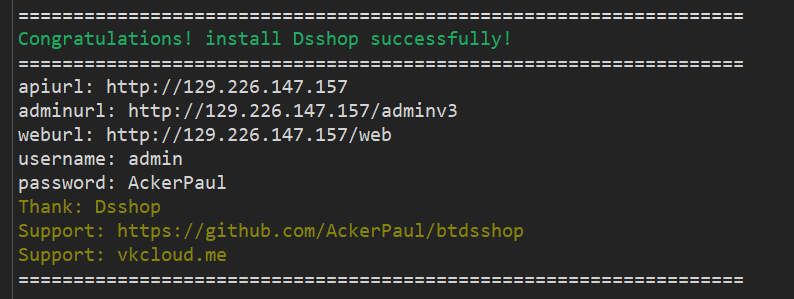 =================================================================
Congratulations! install Dsshop successfully!
=================================================================
apiurl: http://129.226.147.157
adminurl: http://129.226.147.157/adminv3
weburl: http://129.226.147.157/web
username: admin
password: AckerPaul
Thank: Dsshop
Support: https://github.com/AckerPaul/btdsshop
Support: vkcloud.me
=================================================================